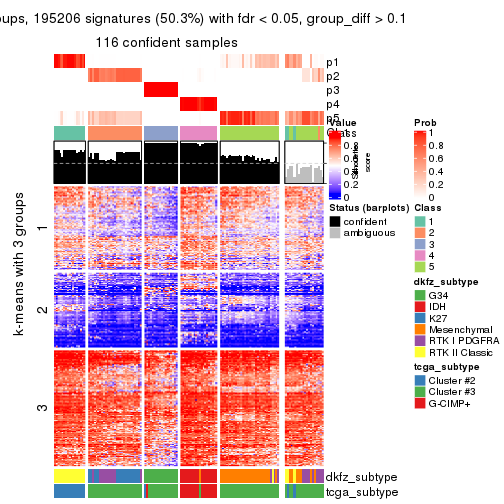 oups, 195206 signatures (50.3%) with fdr < 0.05, group_diff > 0.1
116 confident samples
p1
p2
p3
p4
p5
Class
k-means with 3 groups
1
2
3
Silhouette
score
dkfz_subtype
tcga_subtype
Value
1
0.8
0.6
0.4
0.2
0
Status (barplots)
confident
ambiguous
Prob
1
0.8
0.6
0.4
0.2
0
Class
1
2
3
4
5
dkfz_subtype
G34
IDH
K27
Mesenchymal
RTK I PDGFRA
RTK II Classic
tcga_subtype
Cluster #2
Cluster #3
G-CIMP+